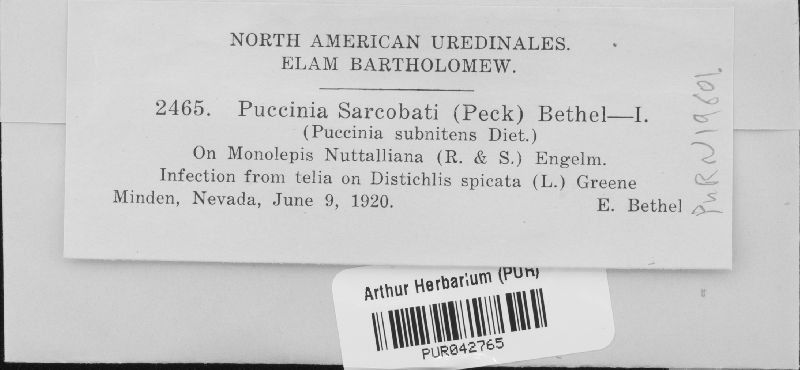 NORTH AMERICAN UREDINALES.
ELAM BARTHOLOMEW.
2465. Puccinia Sarcobati (Peck) Bethel—I.
(Puccinia subnitens Diet.)
On Monolepis Nuttalliana (R. & S.) Engelm.
Infection from telia on Distichlis spicata (L.) Greene
Minden, Nevada, June 9, 1920. E. Bethel
PUR N19601
Arthur Herbarium (PUR)
PUR042765